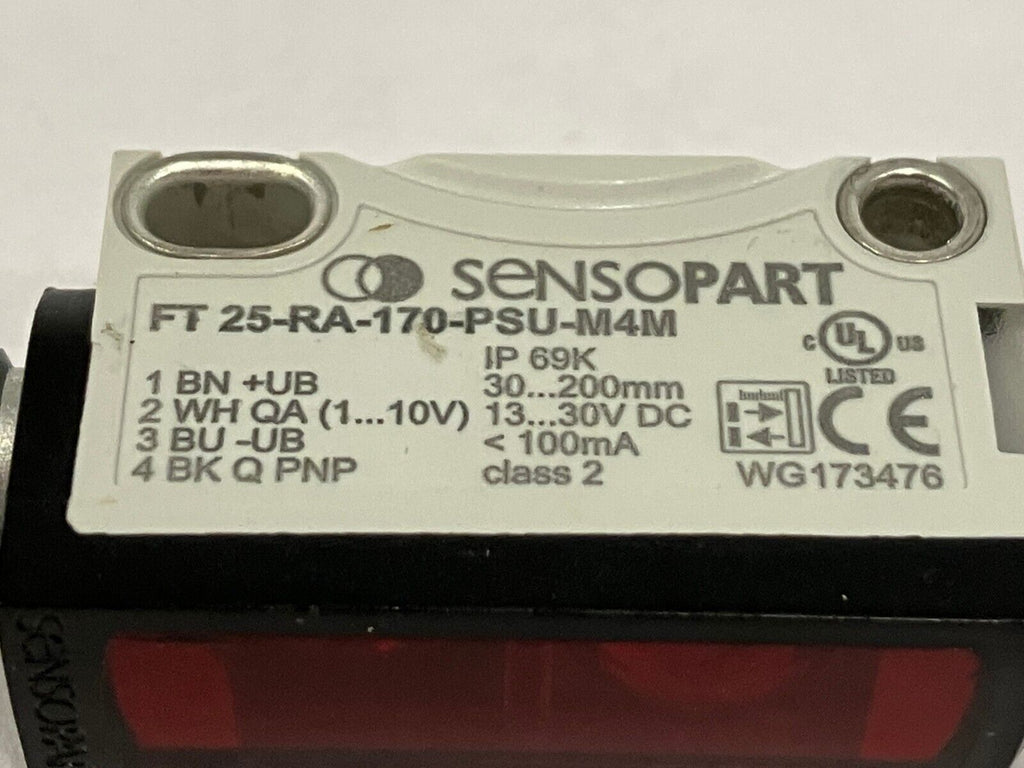 SENSOPART
FT 25-RA-170-PSU-M4M
IP 69K
1 BN +UB 30...200mm
2 WH QA (1...10V) 13...30V DC
3 BU -UB < 100mA
4 BK Q PNP class 2
C UL US
LISTED
CE
WG173476
SENSOPART